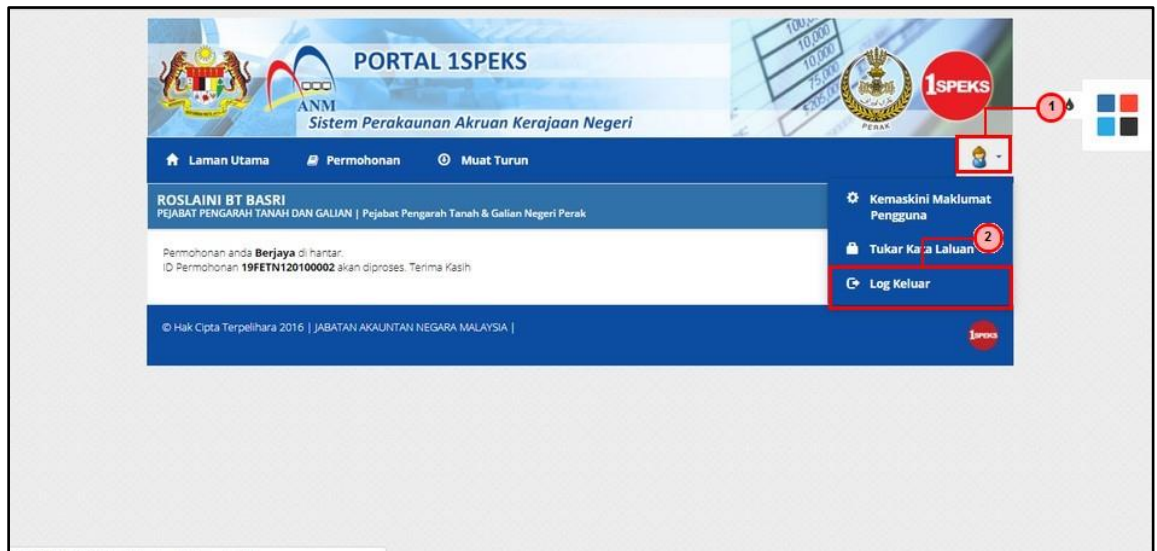 PORTAL 1SPEKS
ANM
Sistem Perakaunan Akruan Kerajaan Negeri
PERAK
1SPEKS
1
Laman Utama
Permohonan
Muat Turun
ROSLAINI BT BASRI
PEJABAT PENGARAH TANAH DAN GALIAN | Pejabat Pengarah Tanah & Galian Negeri Perak
Kemaskini Maklumat
Pengguna
2
Tukar Kata Laluan
Log Keluar
Permohonan anda Berjaya di hantar.
ID Permohonan 19FETN120100002 akan diproses. Terima Kasih
© Hak Cipta Terpelihara 2016 | JABATAN AKAUNTAN NEGARA MALAYSIA |
1SPEKS